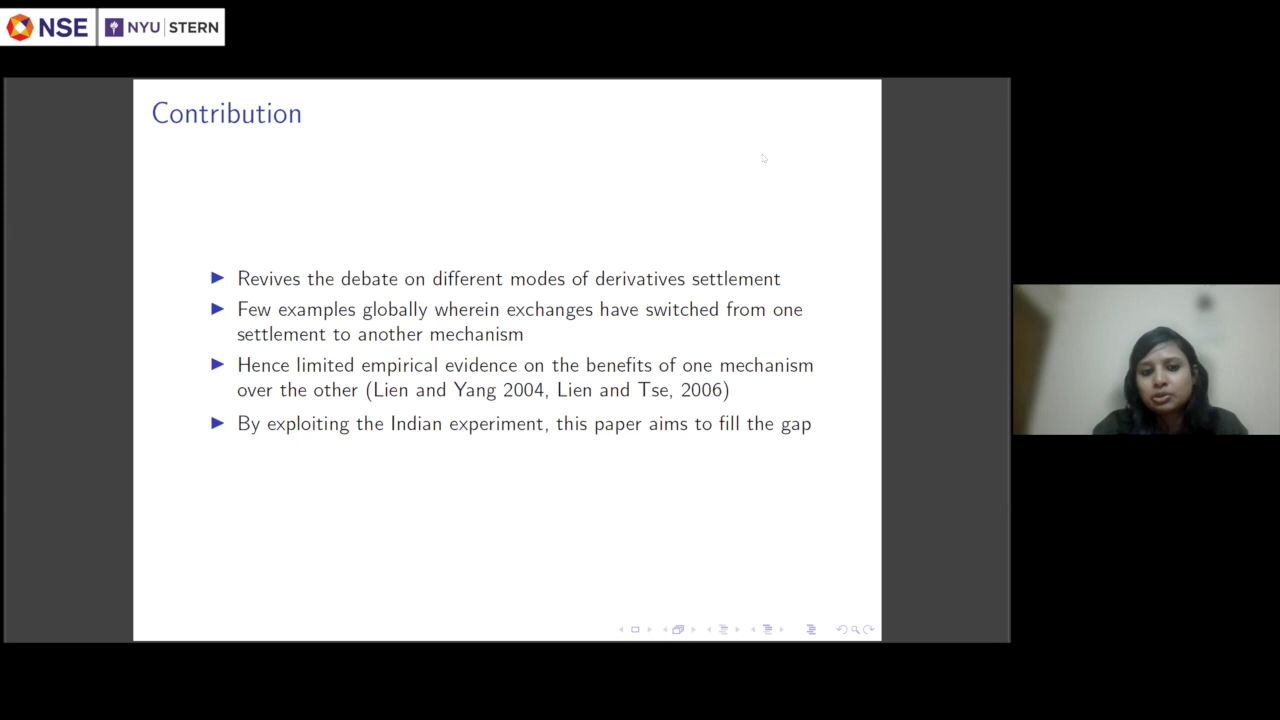 NSE NYU STERN
Contribution
Revives the debate on different modes of derivatives settlement
Few examples globally wherein exchanges have switched from one
settlement to another mechanism
Hence limited empirical evidence on the benefits of one mechanism
over the other (Lien and Yang 2004, Lien and Tse, 2006)
By exploiting the Indian experiment, this paper aims to fill the gap